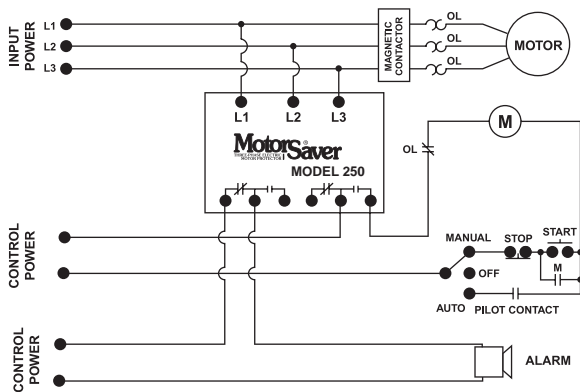 INPUT
POWER
L1
L2
L3
MAGNETIC
CONTACTOR
OL
OL
OL
MOTOR
L1
L2
L3
MotorSaver®
THREE-PHASE ELECTRIC
MOTOR PROTECTOR
MODEL 250
OL
M
CONTROL
POWER
MANUAL
STOP
START
OFF
M
AUTO
PILOT CONTACT
CONTROL
POWER
ALARM